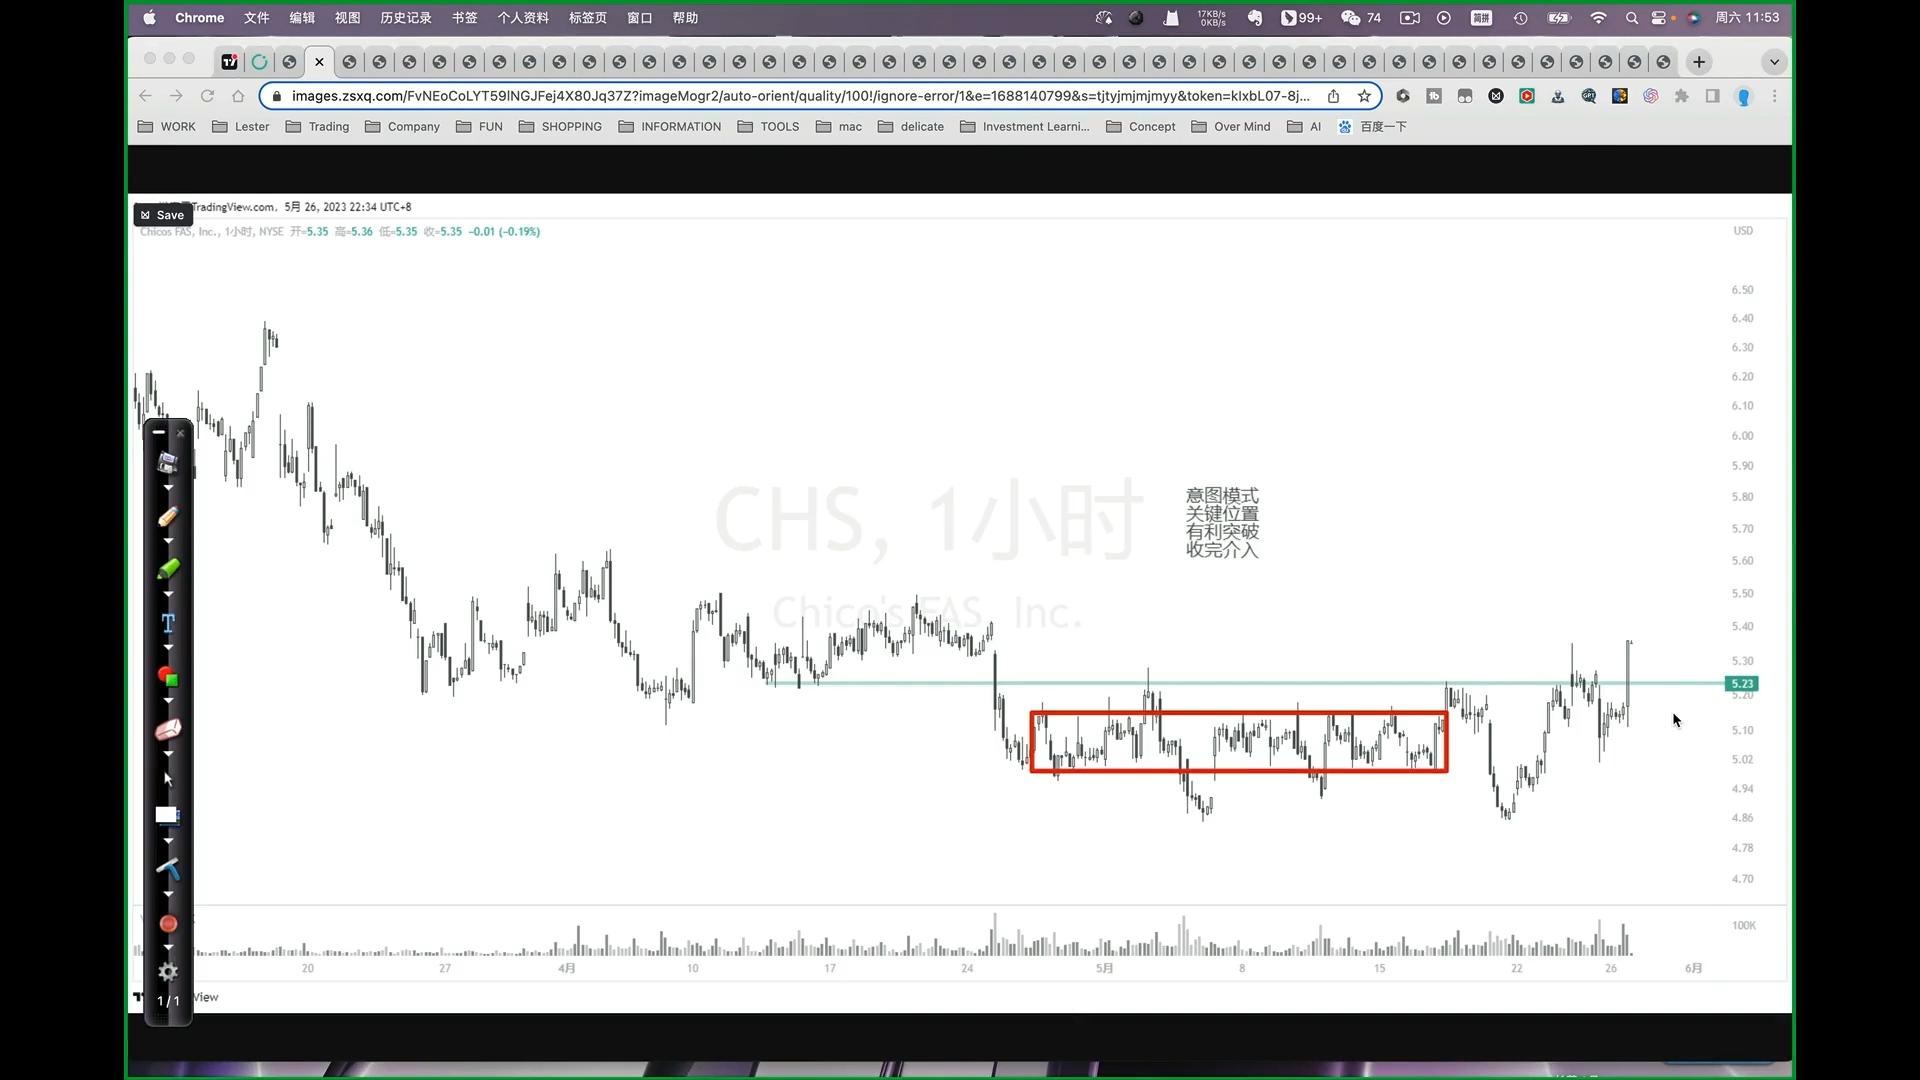 Chrome 文件 编辑 视图 历史记录 书签 个人资料 标签页 窗口 帮助 17KB/s 0KB/s 99+ 74 简拼 周六 11:53
images.zsxq.com/FvNEoCoLYT59lNGJFej4X80Jq37Z?imageMogr2/auto-orient/quality/100!/ignore-error/1&e=1688140799&s=tjtyjmjmjmyy&token=kIxbL07-8j...
WORK Lester Trading Company FUN SHOPPING INFORMATION TOOLS mac delicate Investment Learni... Concept Over Mind AI 百度一下
TradingView.com, 5月 26, 2023 22:34 UTC+8
Save
Chicos FAS, Inc., 1小时, NYSE 开=5.35 高=5.36 低=5.35 收=5.35 -0.01 (-0.19%)
USD
6.50
6.40
6.30
6.20
6.10
6.00
5.90
5.80
5.70
5.60
5.50
5.40
5.30
5.23
5.20
5.10
5.02
4.94
4.86
4.78
4.70
CHS, 1小时
Chico's FAS, Inc.
意图模式
关键位置
有利突破
收完介入
100K
20 27 4月 10 17 24 5月 8 15 22 26 6月
1/1
View